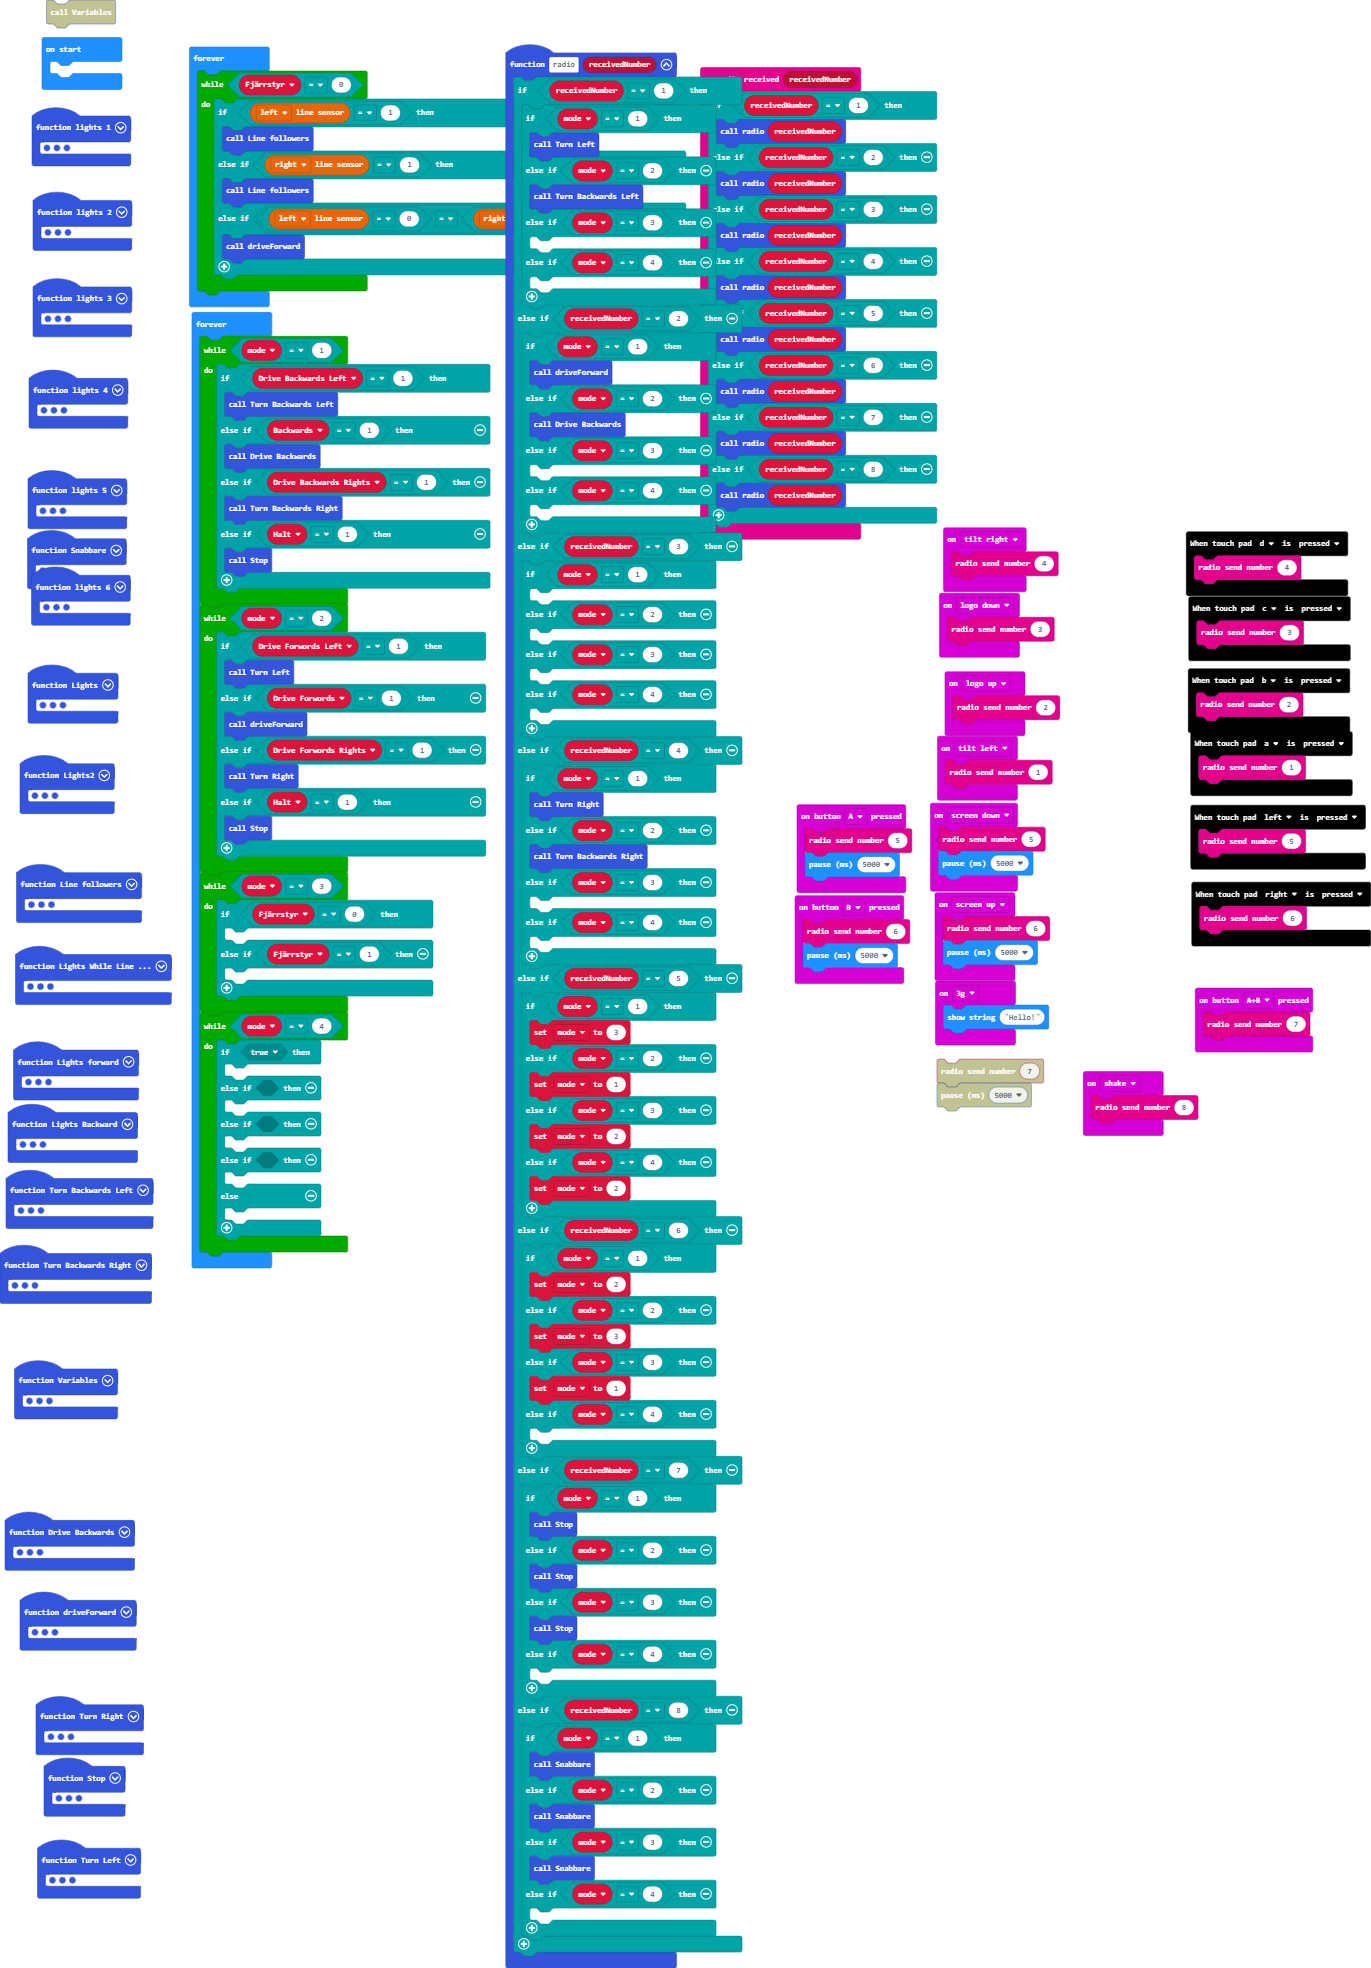 call Variables
on start
function lights 1
function lights 2
function lights 3
function lights 4
function lights 5
function Snabbare
function lights 6
function Lights
function Lights2
function Line followers
function Lights While Line ...
function Lights forward
function Lights Backward
function Turn Backwards Left
function Turn Backwards Right
function Variables
function Drive Backwards
function driveForward
function Turn Right
function Stop
function Turn Left
forever
while Fjärrstyr = 0
do
if left line sensor = 1 then
call Line followers
else if right line sensor = 1 then
call Line followers
else if left line sensor = 0 = right
call driveForward
forever
while mode = 1
do
if Drive Backwards Left = 1 then
call Turn Backwards Left
else if Backwards = 1 then
call Drive Backwards
else if Drive Backwards Rights = 1 then
call Turn Backwards Right
else if Halt = 1 then
call Stop
while mode = 2
do
if Drive Forwords Left = 1 then
call Turn Left
else if Drive Forwords = 1 then
call driveForward
else if Drive Forwords Rights = 1 then
call Turn Right
else if Halt = 1 then
call Stop
while mode = 3
do
if Fjärrstyr = 0 then
else if Fjärrstyr = 1 then
while mode = 4
do
if true then
else if then
else if then
else if then
else
function radio receivedNumber
if receivedNumber = 1 then
if mode = 1 then
call Turn Left
else if mode = 2 then
call Turn Backwards Left
else if mode = 3 then
else if mode = 4 then
else if receivedNumber = 2 then
if mode = 1 then
call driveForward
else if mode = 2 then
call Drive Backwards
else if mode = 3 then
else if mode = 4 then
else if receivedNumber = 3 then
if mode = 1 then
else if mode = 2 then
else if mode = 3 then
else if mode = 4 then
else if receivedNumber = 4 then
if mode = 1 then
call Turn Right
else if mode = 2 then
call Turn Backwards Right
else if mode = 3 then
else if mode = 4 then
else if receivedNumber = 5 then
if mode = 1 then
set mode to 3
else if mode = 2 then
set mode to 1
else if mode = 3 then
set mode to 2
else if mode = 4 then
set mode to 2
else if receivedNumber = 6 then
if mode = 1 then
set mode to 2
else if mode = 2 then
set mode to 3
else if mode = 3 then
set mode to 1
else if mode = 4 then
else if receivedNumber = 7 then
if mode = 1 then
call Stop
else if mode = 2 then
call Stop
else if mode = 3 then
call Stop
else if mode = 4 then
else if receivedNumber = 8 then
if mode = 1 then
call Snabbare
else if mode = 2 then
call Snabbare
else if mode = 3 then
call Snabbare
else if mode = 4 then
received receivedNumber
receivedNumber = 1 then
call radio receivedNumber
else if receivedNumber = 2 then
call radio receivedNumber
else if receivedNumber = 3 then
call radio receivedNumber
else if receivedNumber = 4 then
call radio receivedNumber
receivedNumber = 5 then
call radio receivedNumber
else if receivedNumber = 6 then
call radio receivedNumber
else if receivedNumber = 7 then
call radio receivedNumber
else if receivedNumber = 8 then
call radio receivedNumber
on tilt right
radio send number 4
on logo down
radio send number 3
on logo up
radio send number 2
on tilt left
radio send number 1
on button A pressed
radio send number 5
pause (ms) 5000
on button B pressed
radio send number 6
pause (ms) 5000
on screen down
radio send number 5
pause (ms) 5000
on screen up
radio send number 6
pause (ms) 5000
on 3g
show string "Hello!"
radio send number 7
pause (ms) 5000
on shake
radio send number 8
When touch pad d is pressed
radio send number 4
When touch pad c is pressed
radio send number 3
When touch pad b is pressed
radio send number 2
When touch pad a is pressed
radio send number 1
When touch pad left is pressed
radio send number 5
When touch pad right is pressed
radio send number 6
on button A+B pressed
radio send number 7